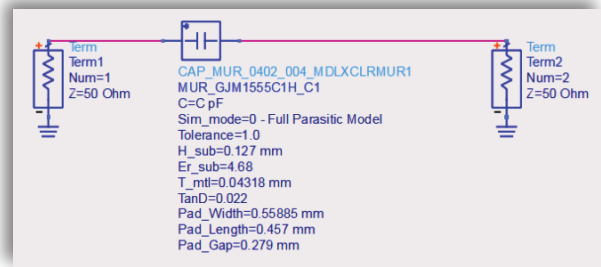 + Term
Term1
Num=1
Z=50 Ohm
-
CAP_MUR_0402_004_MDLXCLRMUR1
MUR_GJM1555C1H_C1
C=C pF
Sim_mode=0 - Full Parasitic Model
Tolerance=1.0
H_sub=0.127 mm
Er_sub=4.68
T_mtl=0.04318 mm
TanD=0.022
Pad_Width=0.55885 mm
Pad_Length=0.457 mm
Pad_Gap=0.279 mm
+ Term
Term2
Num=2
Z=50 Ohm
-